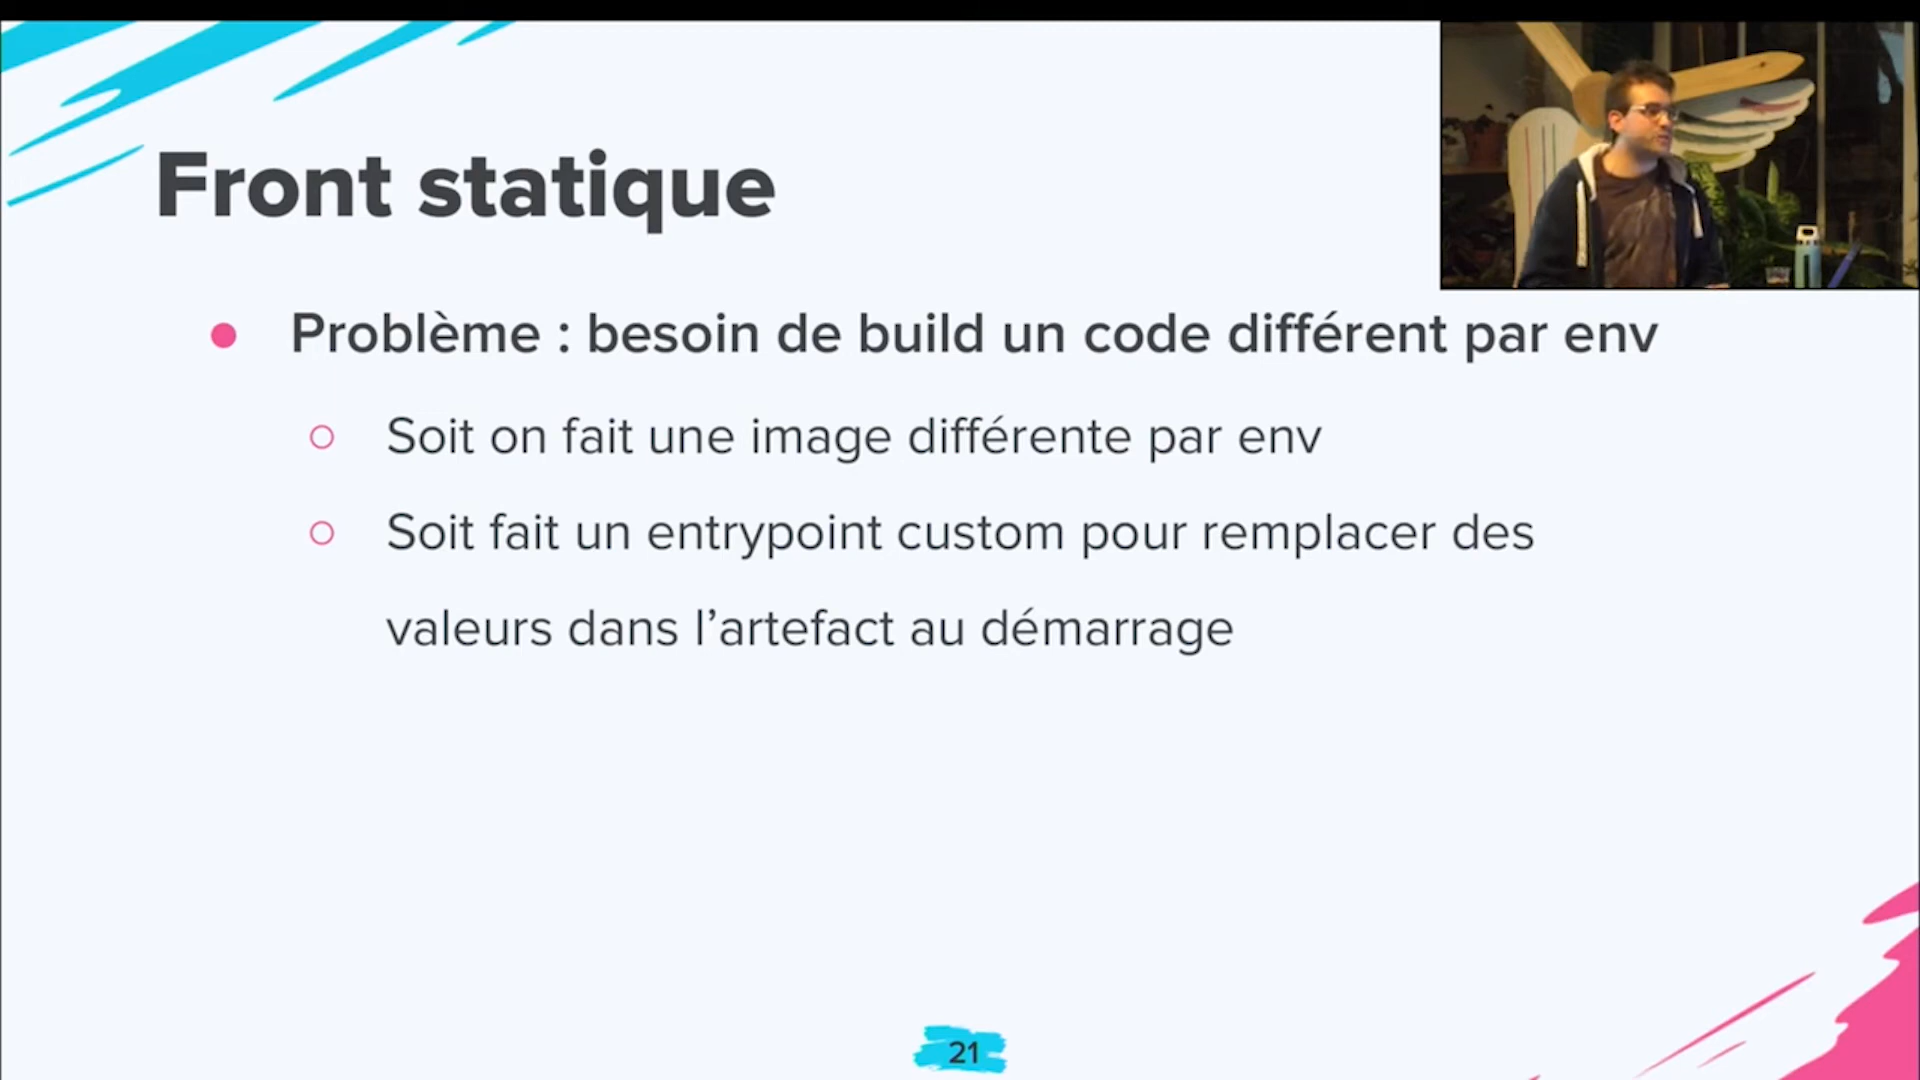 Front statique
Problème : besoin de build un code différent par env
Soit on fait une image différente par env
Soit fait un entrypoint custom pour remplacer des
valeurs dans l’artefact au démarrage
21